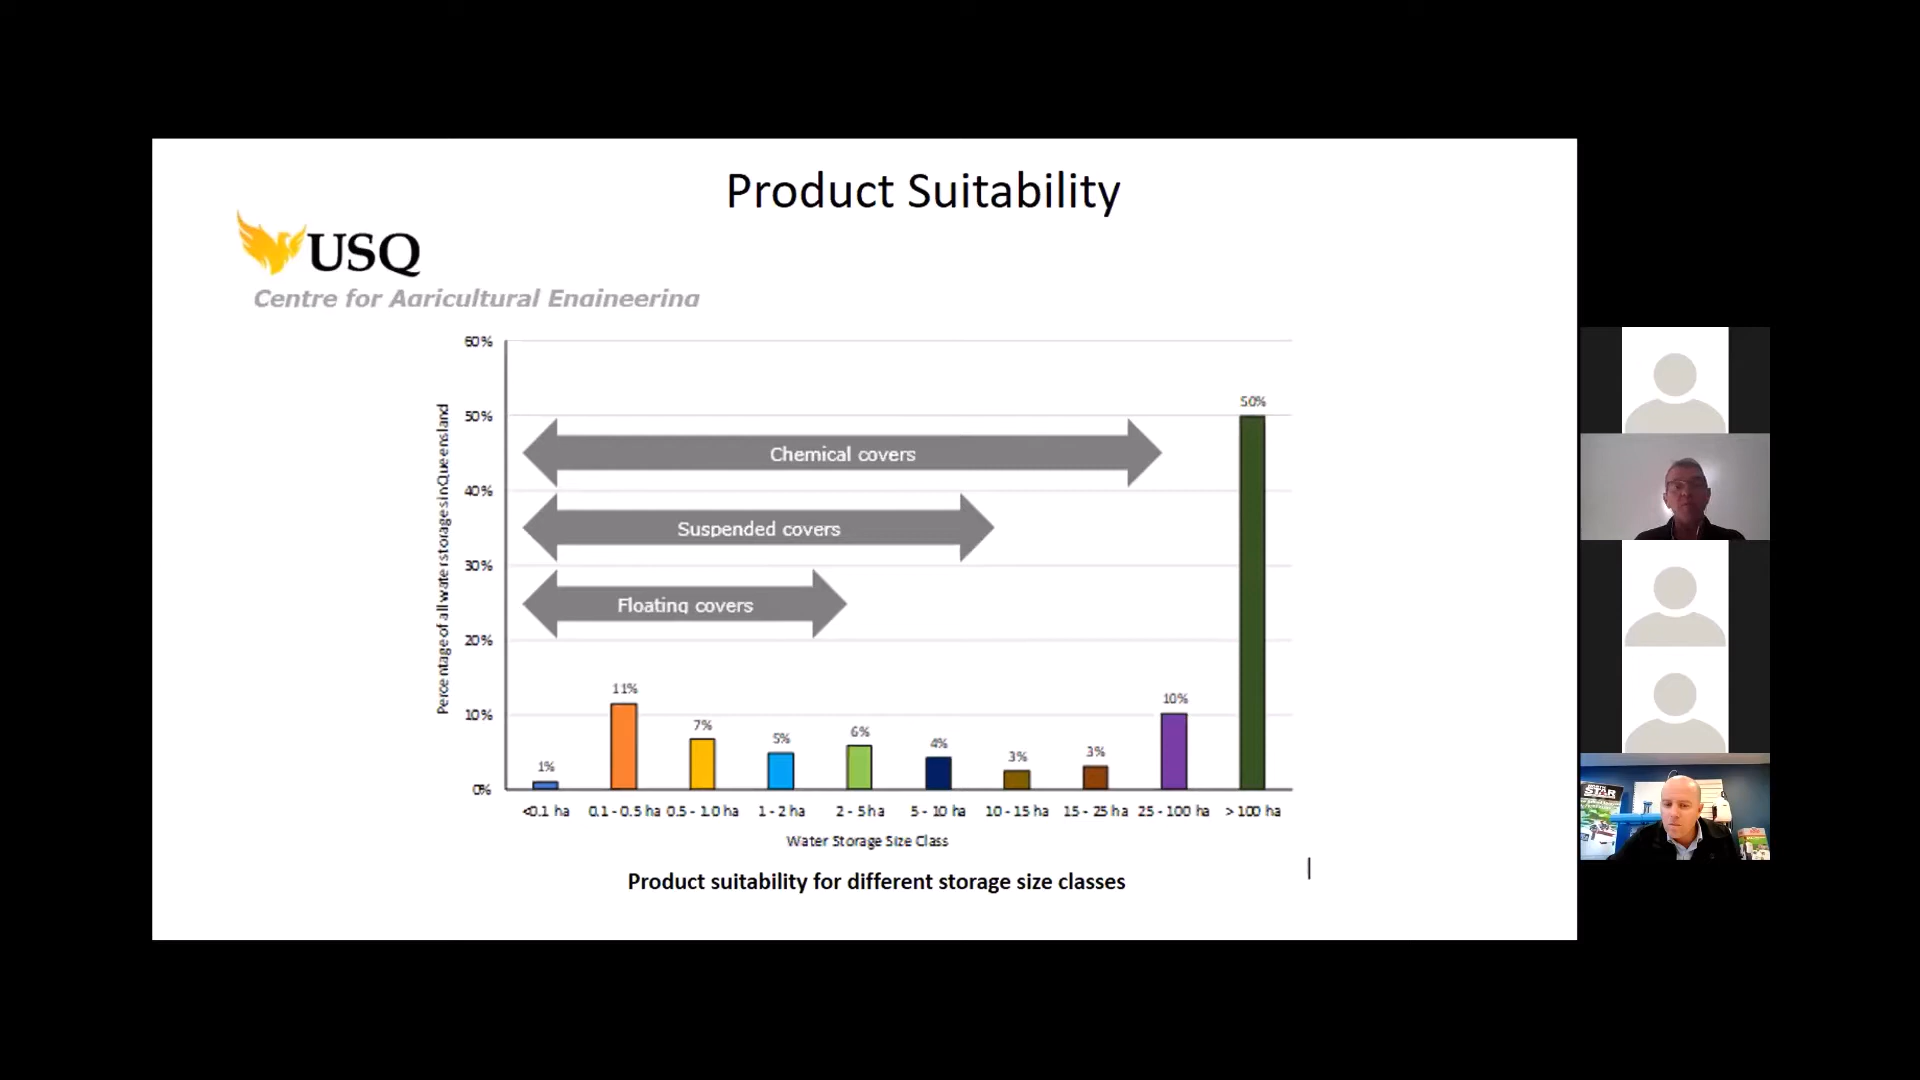 Product Suitability
USQ
Centre for Agricultural Engineering
60%
50%
40%
30%
20%
10%
0%
Percentage of all water storages in Queensland
Chemical covers
Suspended covers
Floating covers
1%
11%
7%
5%
6%
4%
3%
3%
10%
50%
<0.1 ha 0.1 - 0.5 ha 0.5 - 1.0 ha 1 - 2 ha 2 - 5 ha 5 - 10 ha 10 - 15 ha 15 - 25 ha 25 - 100 ha > 100 ha
Water Storage Size Class
Product suitability for different storage size classes
STAR